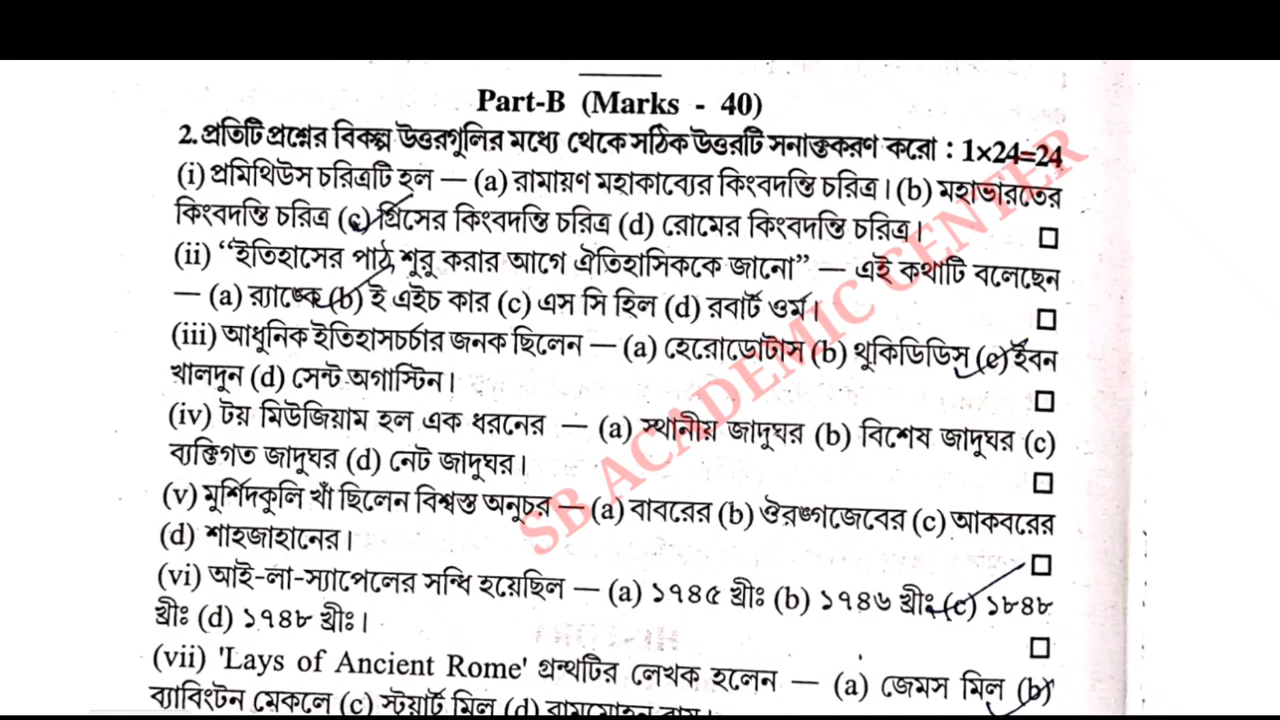 Part-B (Marks - 40)
2. প্রতিটি প্রশ্নের বিকল্প উত্তরগুলির মধ্যে থেকে সঠিক উত্তরটি সনাক্তকরণ করো : 1×24=24
(i) প্রমিথিউস চরিত্রটি হল — (a) রামায়ণ মহাকাব্যের কিংবদন্তি চরিত্র। (b) মহাভারতের
কিংবদন্তি চরিত্র (c) গ্রিসের কিংবদন্তি চরিত্র (d) রোমের কিংবদন্তি চরিত্র।
(ii) “ইতিহাসের পাঠ শুরু করার আগে ঐতিহাসিককে জানো” — এই কথাটি বলেছেন
— (a) র‍্যাঙ্কে (b) ই এইচ কার (c) এস সি হিল (d) রবার্ট ওর্ম।
(iii) আধুনিক ইতিহাসচর্চার জনক ছিলেন — (a) হেরোডোটাস (b) থুকিডিডিস (c) ইবন
খালদুন (d) সেন্ট অগাস্টিন।
(iv) টয় মিউজিয়াম হল এক ধরনের — (a) স্থানীয় জাদুঘর (b) বিশেষ জাদুঘর (c)
ব্যক্তিগত জাদুঘর (d) নেট জাদুঘর।
(v) মুর্শিদকুলি খাঁ ছিলেন বিশ্বস্ত অনুচর — (a) বাবরের (b) ঔরঙ্গজেবের (c) আকবরের
(d) শাহজাহানের।
(vi) আই-লা-স্যাপেলের সন্ধি হয়েছিল — (a) ১৭৪৫ খ্রীঃ (b) ১৭৪৬ খ্রীঃ (c) ১৮৪৮
খ্রীঃ (d) ১৭৪৮ খ্রীঃ।
(vii) 'Lays of Ancient Rome' গ্রন্থটির লেখক হলেন — (a) জেমস মিল (b)
ব্যাবিংটন মেকলে (c) স্টুয়ার্ট মিল (d) রামমোহন রায়।
SB ACADEMIC CENTER